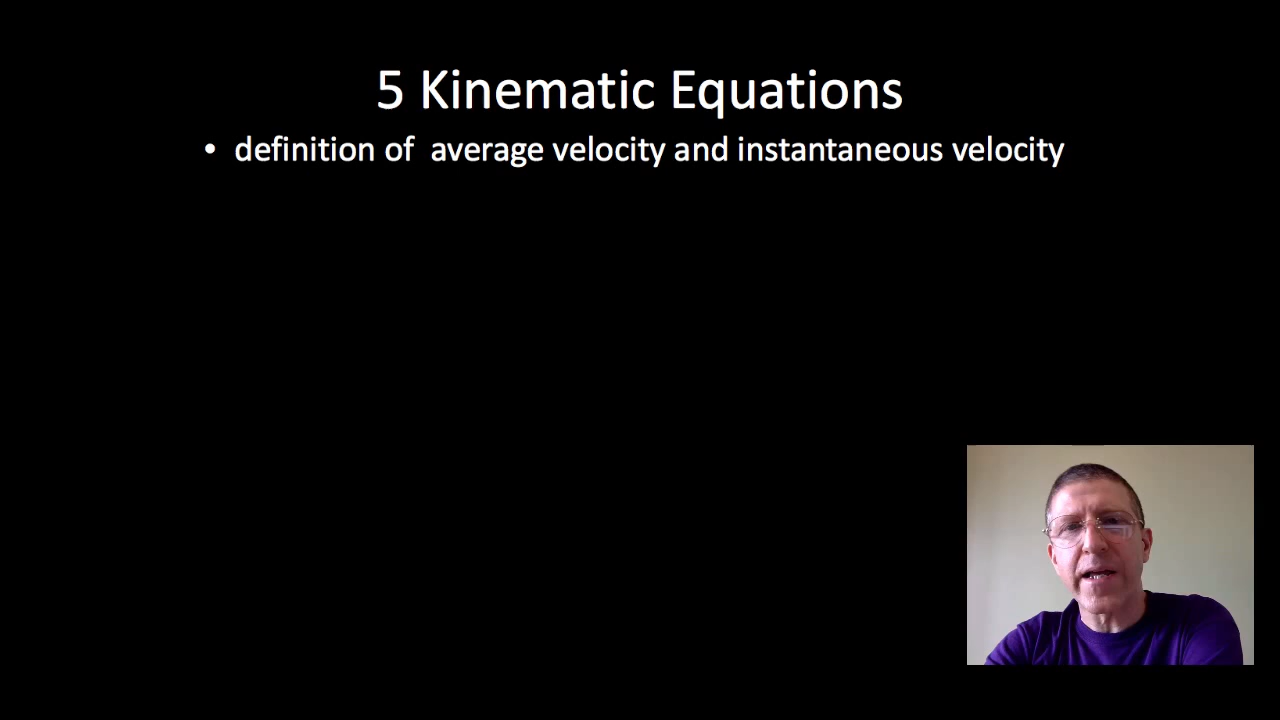 5 Kinematic Equations
• definition of  average velocity and instantaneous velocity